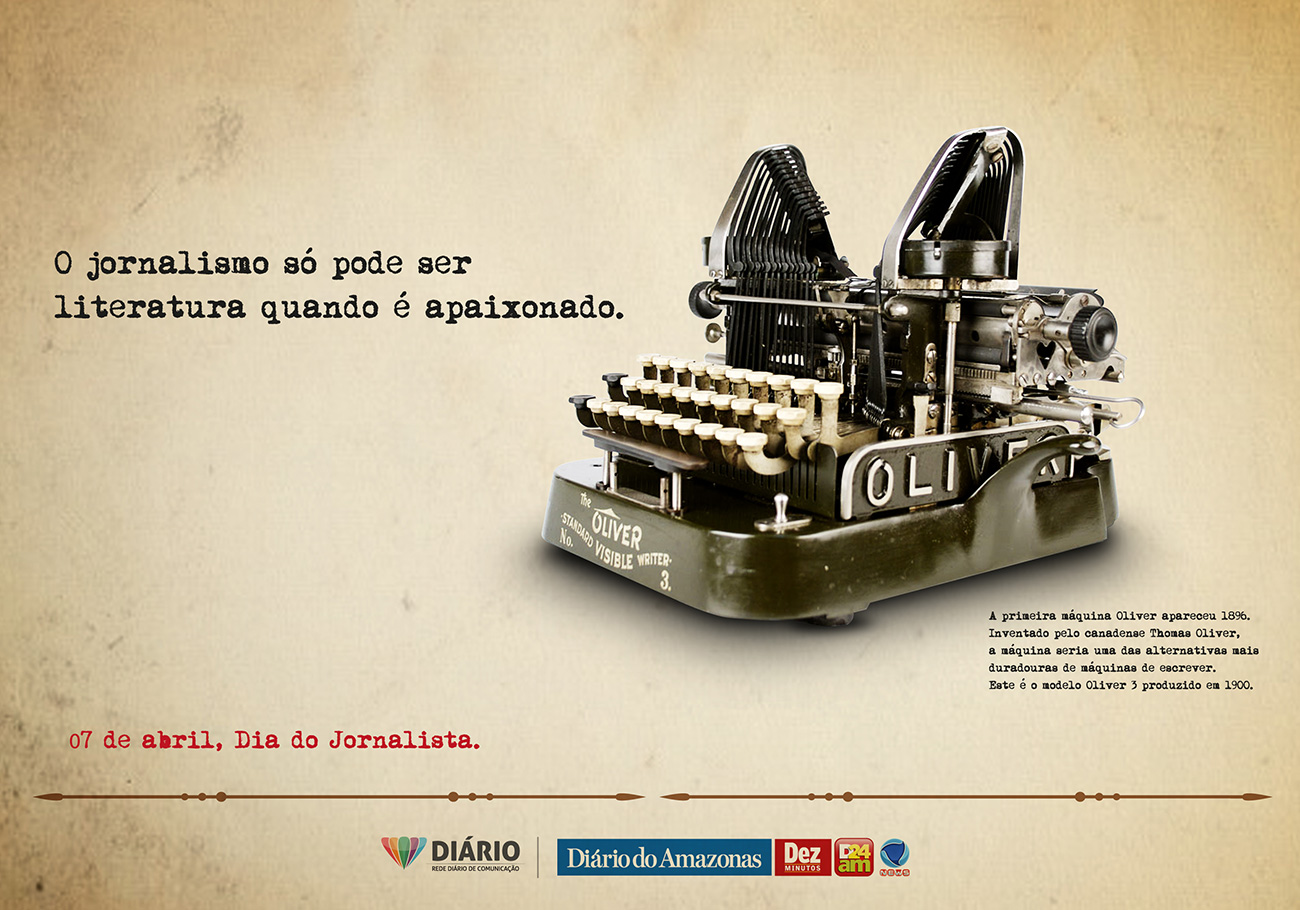 O jornalismo só pode ser
literatura quando é apaixonado.
OLIVER
The
OLIVER
-STANDARD VISIBLE WRITER-
No.
3.
A primeira máquina Oliver apareceu 1896.
Inventado pelo canadense Thomas Oliver,
a máquina seria uma das alternativas mais
duradouras de máquinas de escrever.
Este é o modelo Oliver 3 produzido em 1900.
07 de abril, Dia do Jornalista.
DIÁRIO
REDE DIÁRIO DE COMUNICAÇÃO
Diário do Amazonas
Dez
MINUTOS
D24
am
NEWS